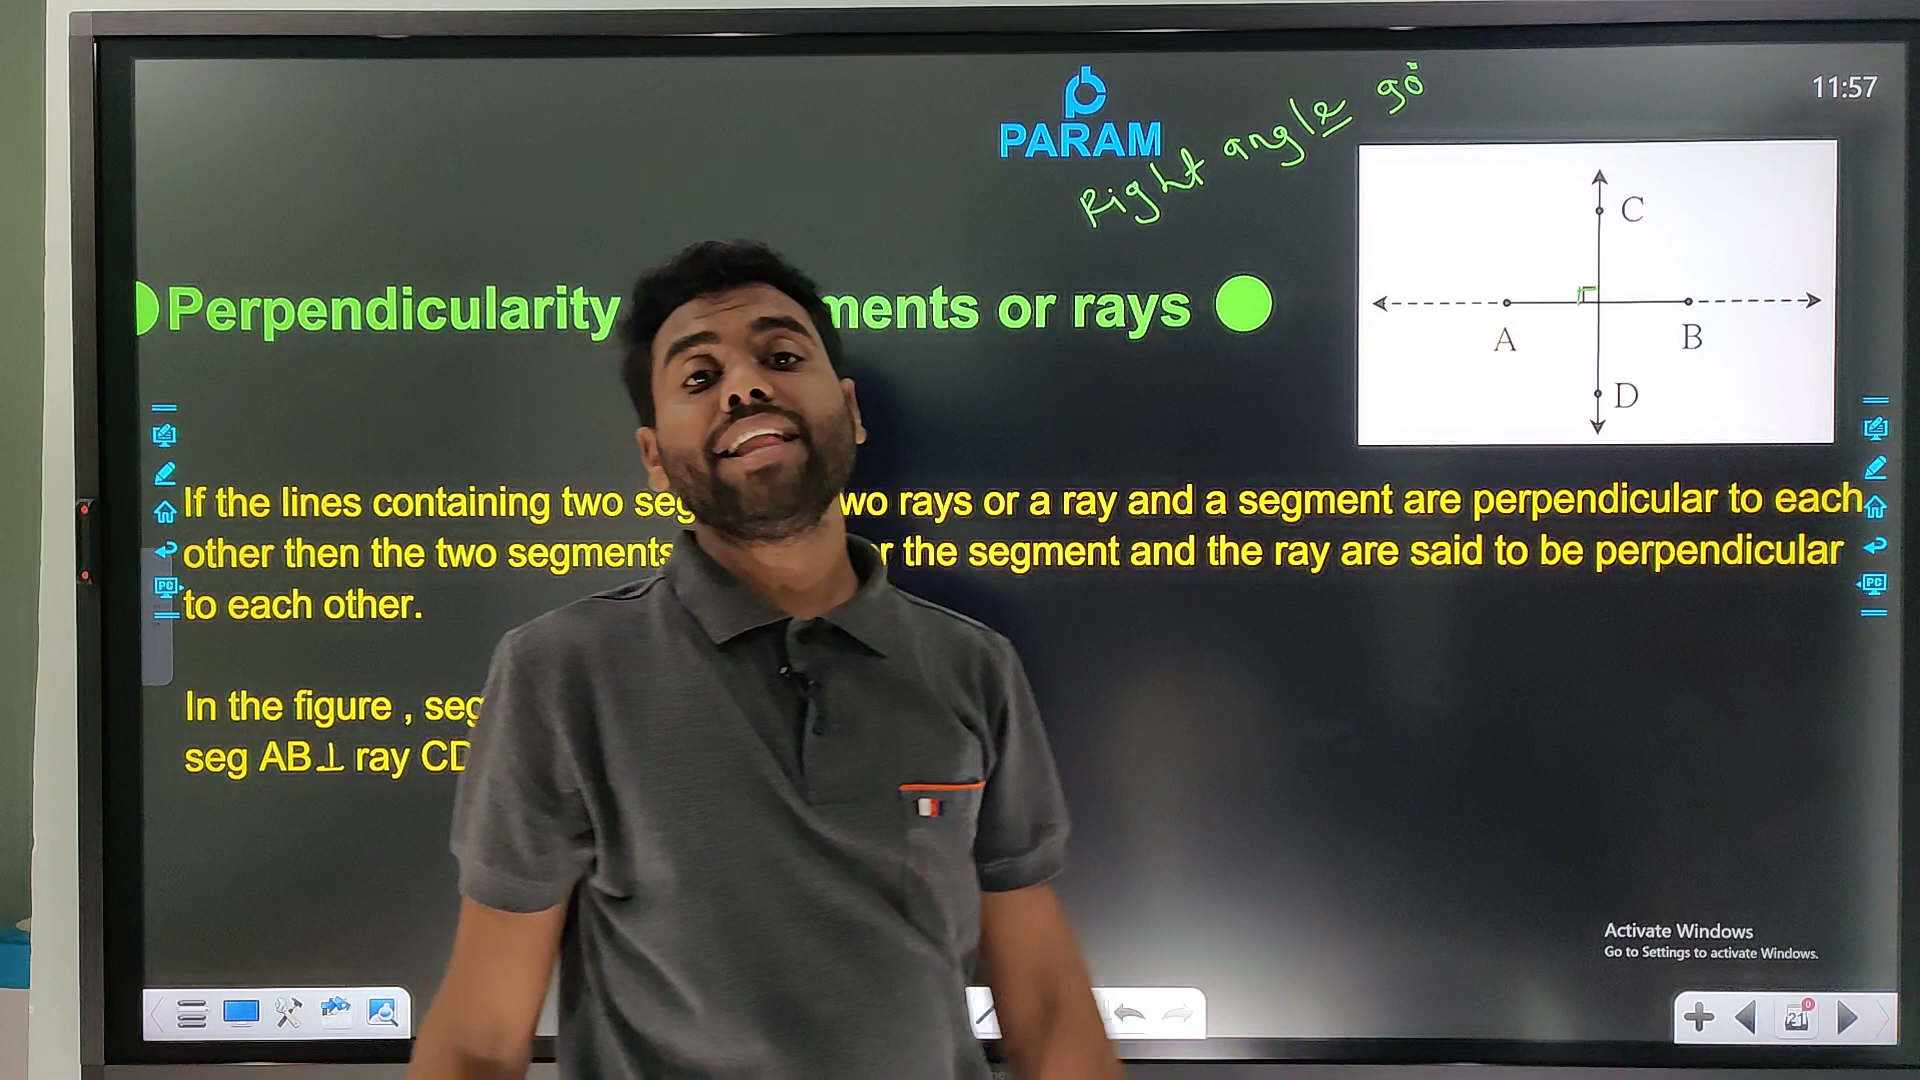 11:57
PARAM
Right angle 90°
Perpendicularity ments or rays
C
A
B
D
If the lines containing two seg wo rays or a ray and a segment are perpendicular to each
other then the two segments r the segment and the ray are said to be perpendicular
to each other.
In the figure , seg
seg AB⊥ ray CD
PC
PC
Activate Windows
Go to Settings to activate Windows.
21
0